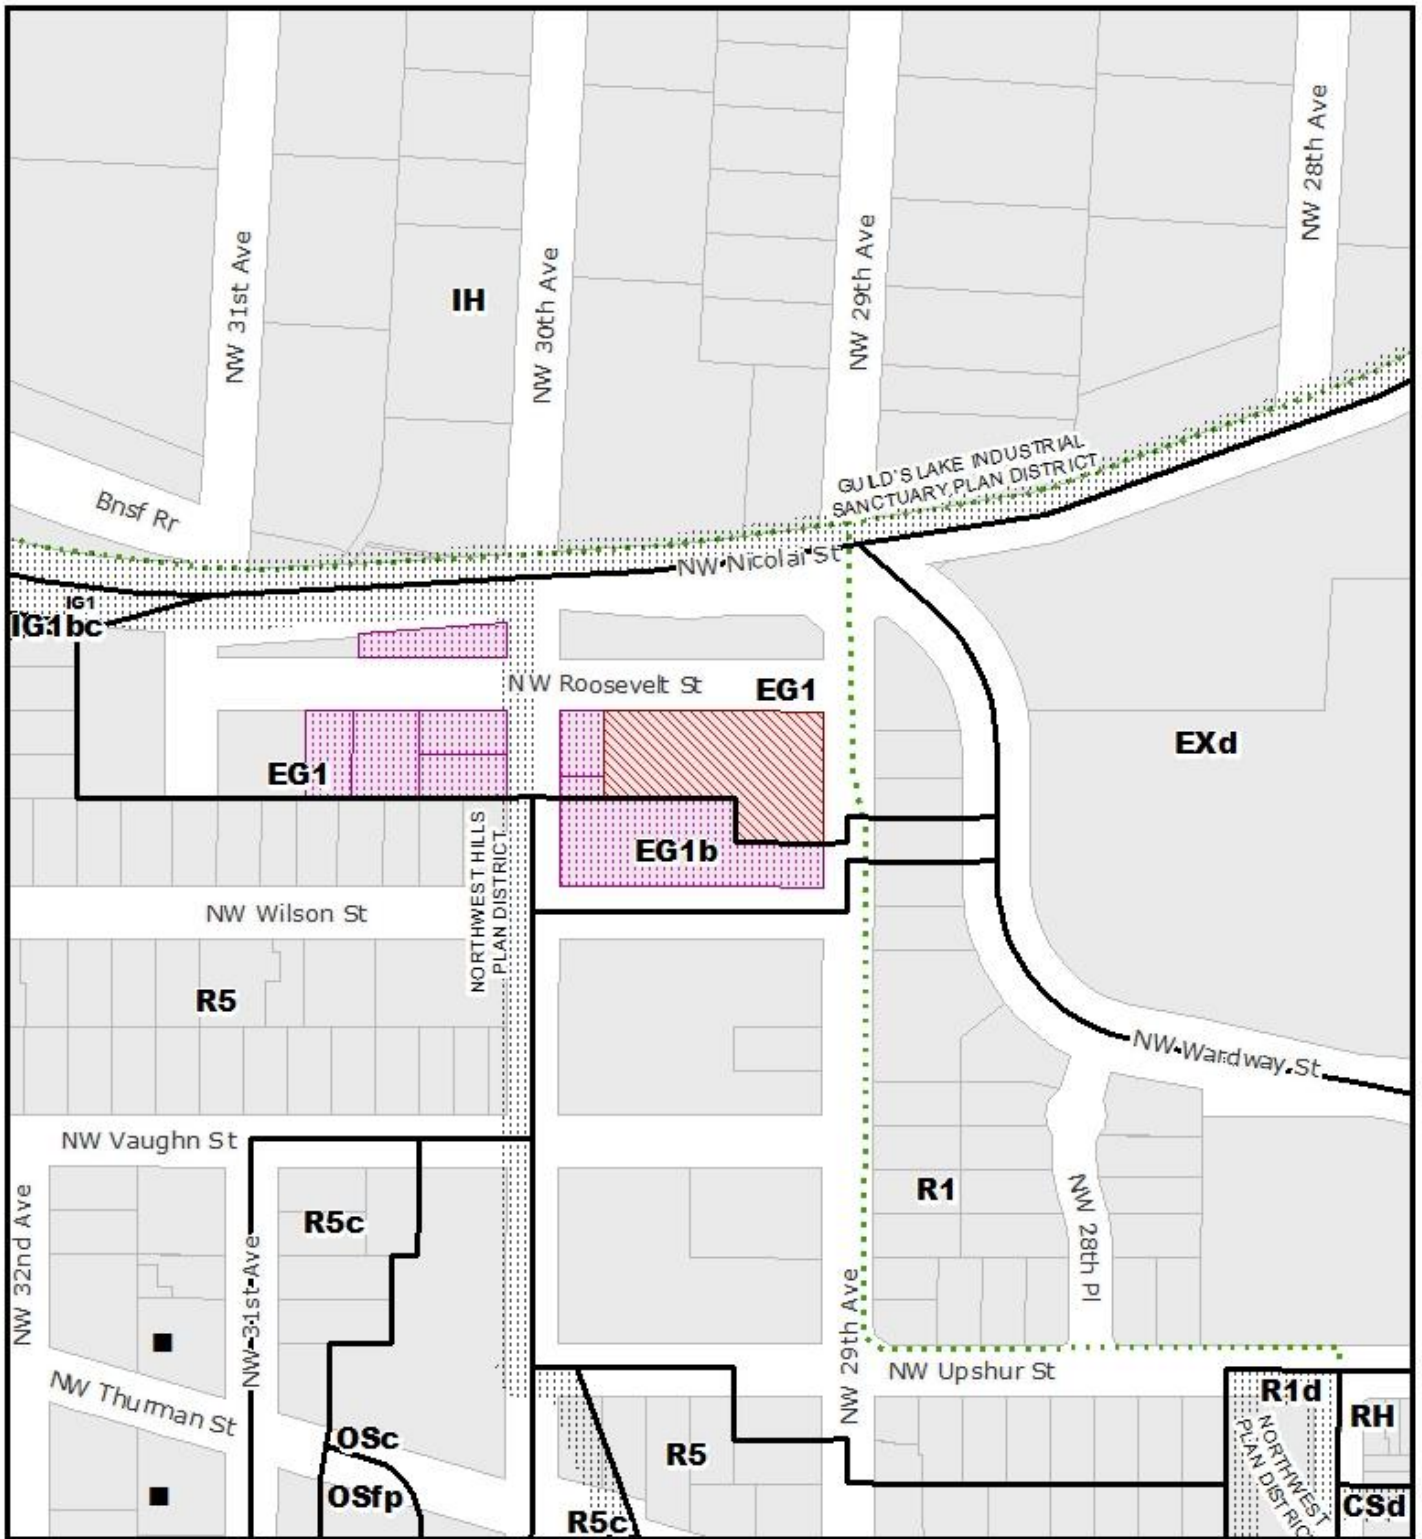 NW 28th Ave
NW 31st Ave
NW 30th Ave
NW 29th Ave
IH
GUILD'S LAKE INDUSTRIAL
SANCTUARY PLAN DISTRICT
Bnsf Rr
NW Nicolai St
IG1
IG1bc
NW Roosevelt St
EG1
EXd
EG1
EG1b
NORTHWEST HILLS
PLAN DISTRICT
NW Wilson St
R5
NW Wardway St
NW Vaughn St
R1
NW 28th Pl
R5c
NW 32nd Ave
NW 31st Ave
NW 29th Ave
NW Upshur St
NW Thurman St
R1d
RH
OSc
R5
NORTHWEST
PLAN DISTRICT
OSfp
CSd
R5c